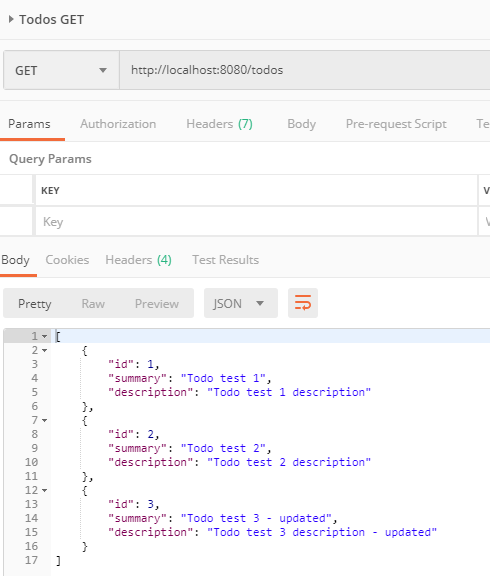 Todos GET
GET http://localhost:8080/todos
Params Authorization Headers (7) Body Pre-request Script Te
Query Params
KEY V
Key V
Body Cookies Headers (4) Test Results
Pretty Raw Preview JSON
1 [
2 {
3 "id": 1,
4 "summary": "Todo test 1",
5 "description": "Todo test 1 description"
6 },
7 {
8 "id": 2,
9 "summary": "Todo test 2",
10 "description": "Todo test 2 description"
11 },
12 {
13 "id": 3,
14 "summary": "Todo test 3 - updated",
15 "description": "Todo test 3 description - updated"
16 }
17 ]